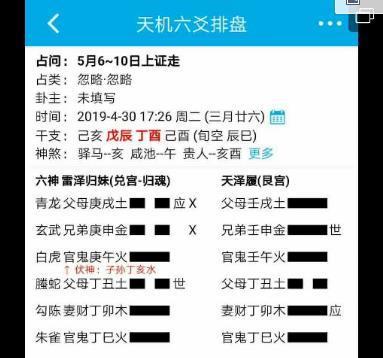 天机六爻排盘
占问： 5月6~10日上证走
占类： 忽略·忽略
卦主： 未填写
时间： 2019-4-30 17:26 周二 (三月廿六)
干支： 己亥 戊辰 丁酉 己酉 (旬空 辰巳)
神煞： 驿马--亥 咸池--午 贵人--亥酉 更多
六神 雷泽归妹(兑宫-归魂) 天泽履(艮宫)
青龙 父母庚戌土 应 X 父母壬戌土
玄武 兄弟庚申金 X 兄弟壬申金 世
白虎 官鬼庚午火 官鬼壬午火
↑ 伏神：子孙丁亥水
螣蛇 父母丁丑土 世 父母丁丑土
勾陈 妻财丁卯木 妻财丁卯木 应
朱雀 官鬼丁巳火 官鬼丁巳火